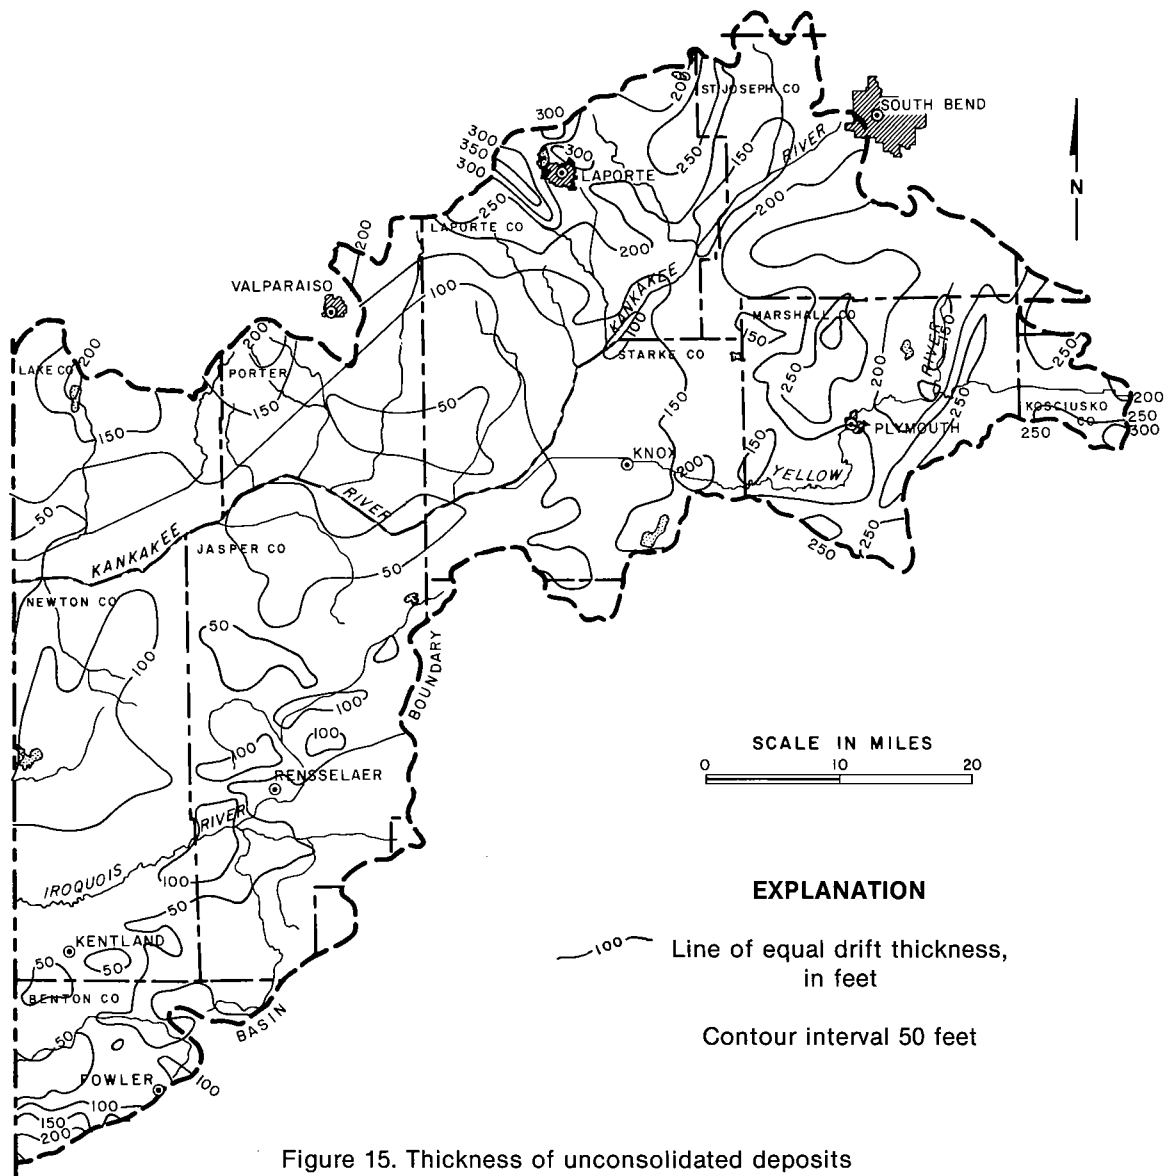 200
ST JOSEPH CO
SOUTH BEND
300
300
350
300
300
LAPORTE
250
150
RIVER
N
250
200
LAPORTE CO
200
200
VALPARAISO
100
KANKAKEE
100
MARSHALL CO
150
STARKE CO
RIVER
150
200
LAKE CO
200
PORTER
150
150
50
250
200
250
250
150
KOSCIUSKO
CO
200
250
300
250
PLYMOUTH
KNOX
200
150
YELLOW
50
RIVER
KANKAKEE
JASPER CO
50
250
250
NEWTON CO
50
100
BOUNDARY
100
100
100
RENSSELAER
SCALE IN MILES
0 10 20
RIVER
IROQUOIS
100
50
KENTLAND
50
50
BENTON CO
BASIN
50
FOWLER
100
100
150
200
EXPLANATION
100
Line of equal drift thickness,
in feet
Contour interval 50 feet
Figure 15. Thickness of unconsolidated deposits